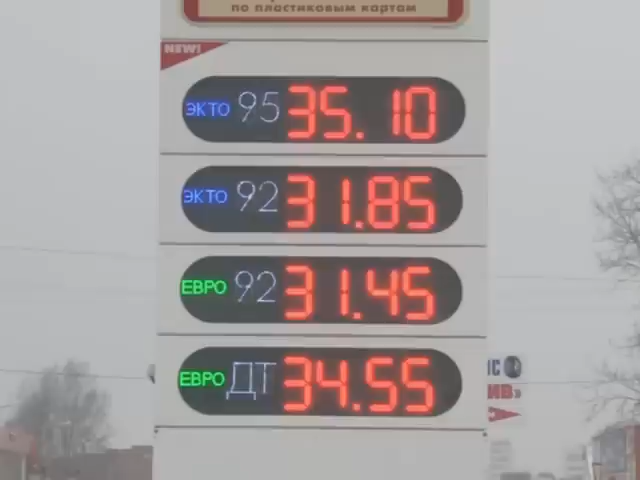 по пластиковым картам
NEW!
ЭКТО 95 35.10
ЭКТО 92 31.85
ЕВРО 92 31.45
ЕВРО ДТ 34.55